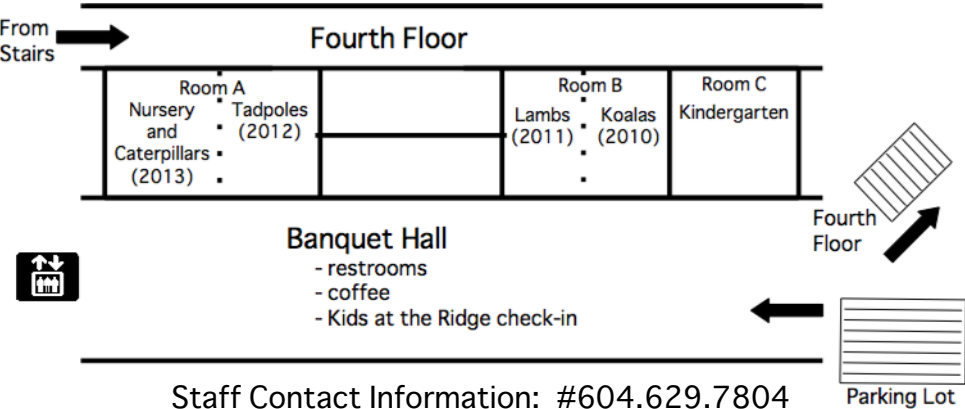 From
Stairs
Fourth Floor
Room A
Nursery
and
Caterpillars
(2013)
Tadpoles
(2012)
Room B
Lambs
(2011)
Koalas
(2010)
Room C
Kindergarten
Fourth
Floor
Banquet Hall
- restrooms
- coffee
- Kids at the Ridge check-in
Parking Lot
Staff Contact Information: #604.629.7804